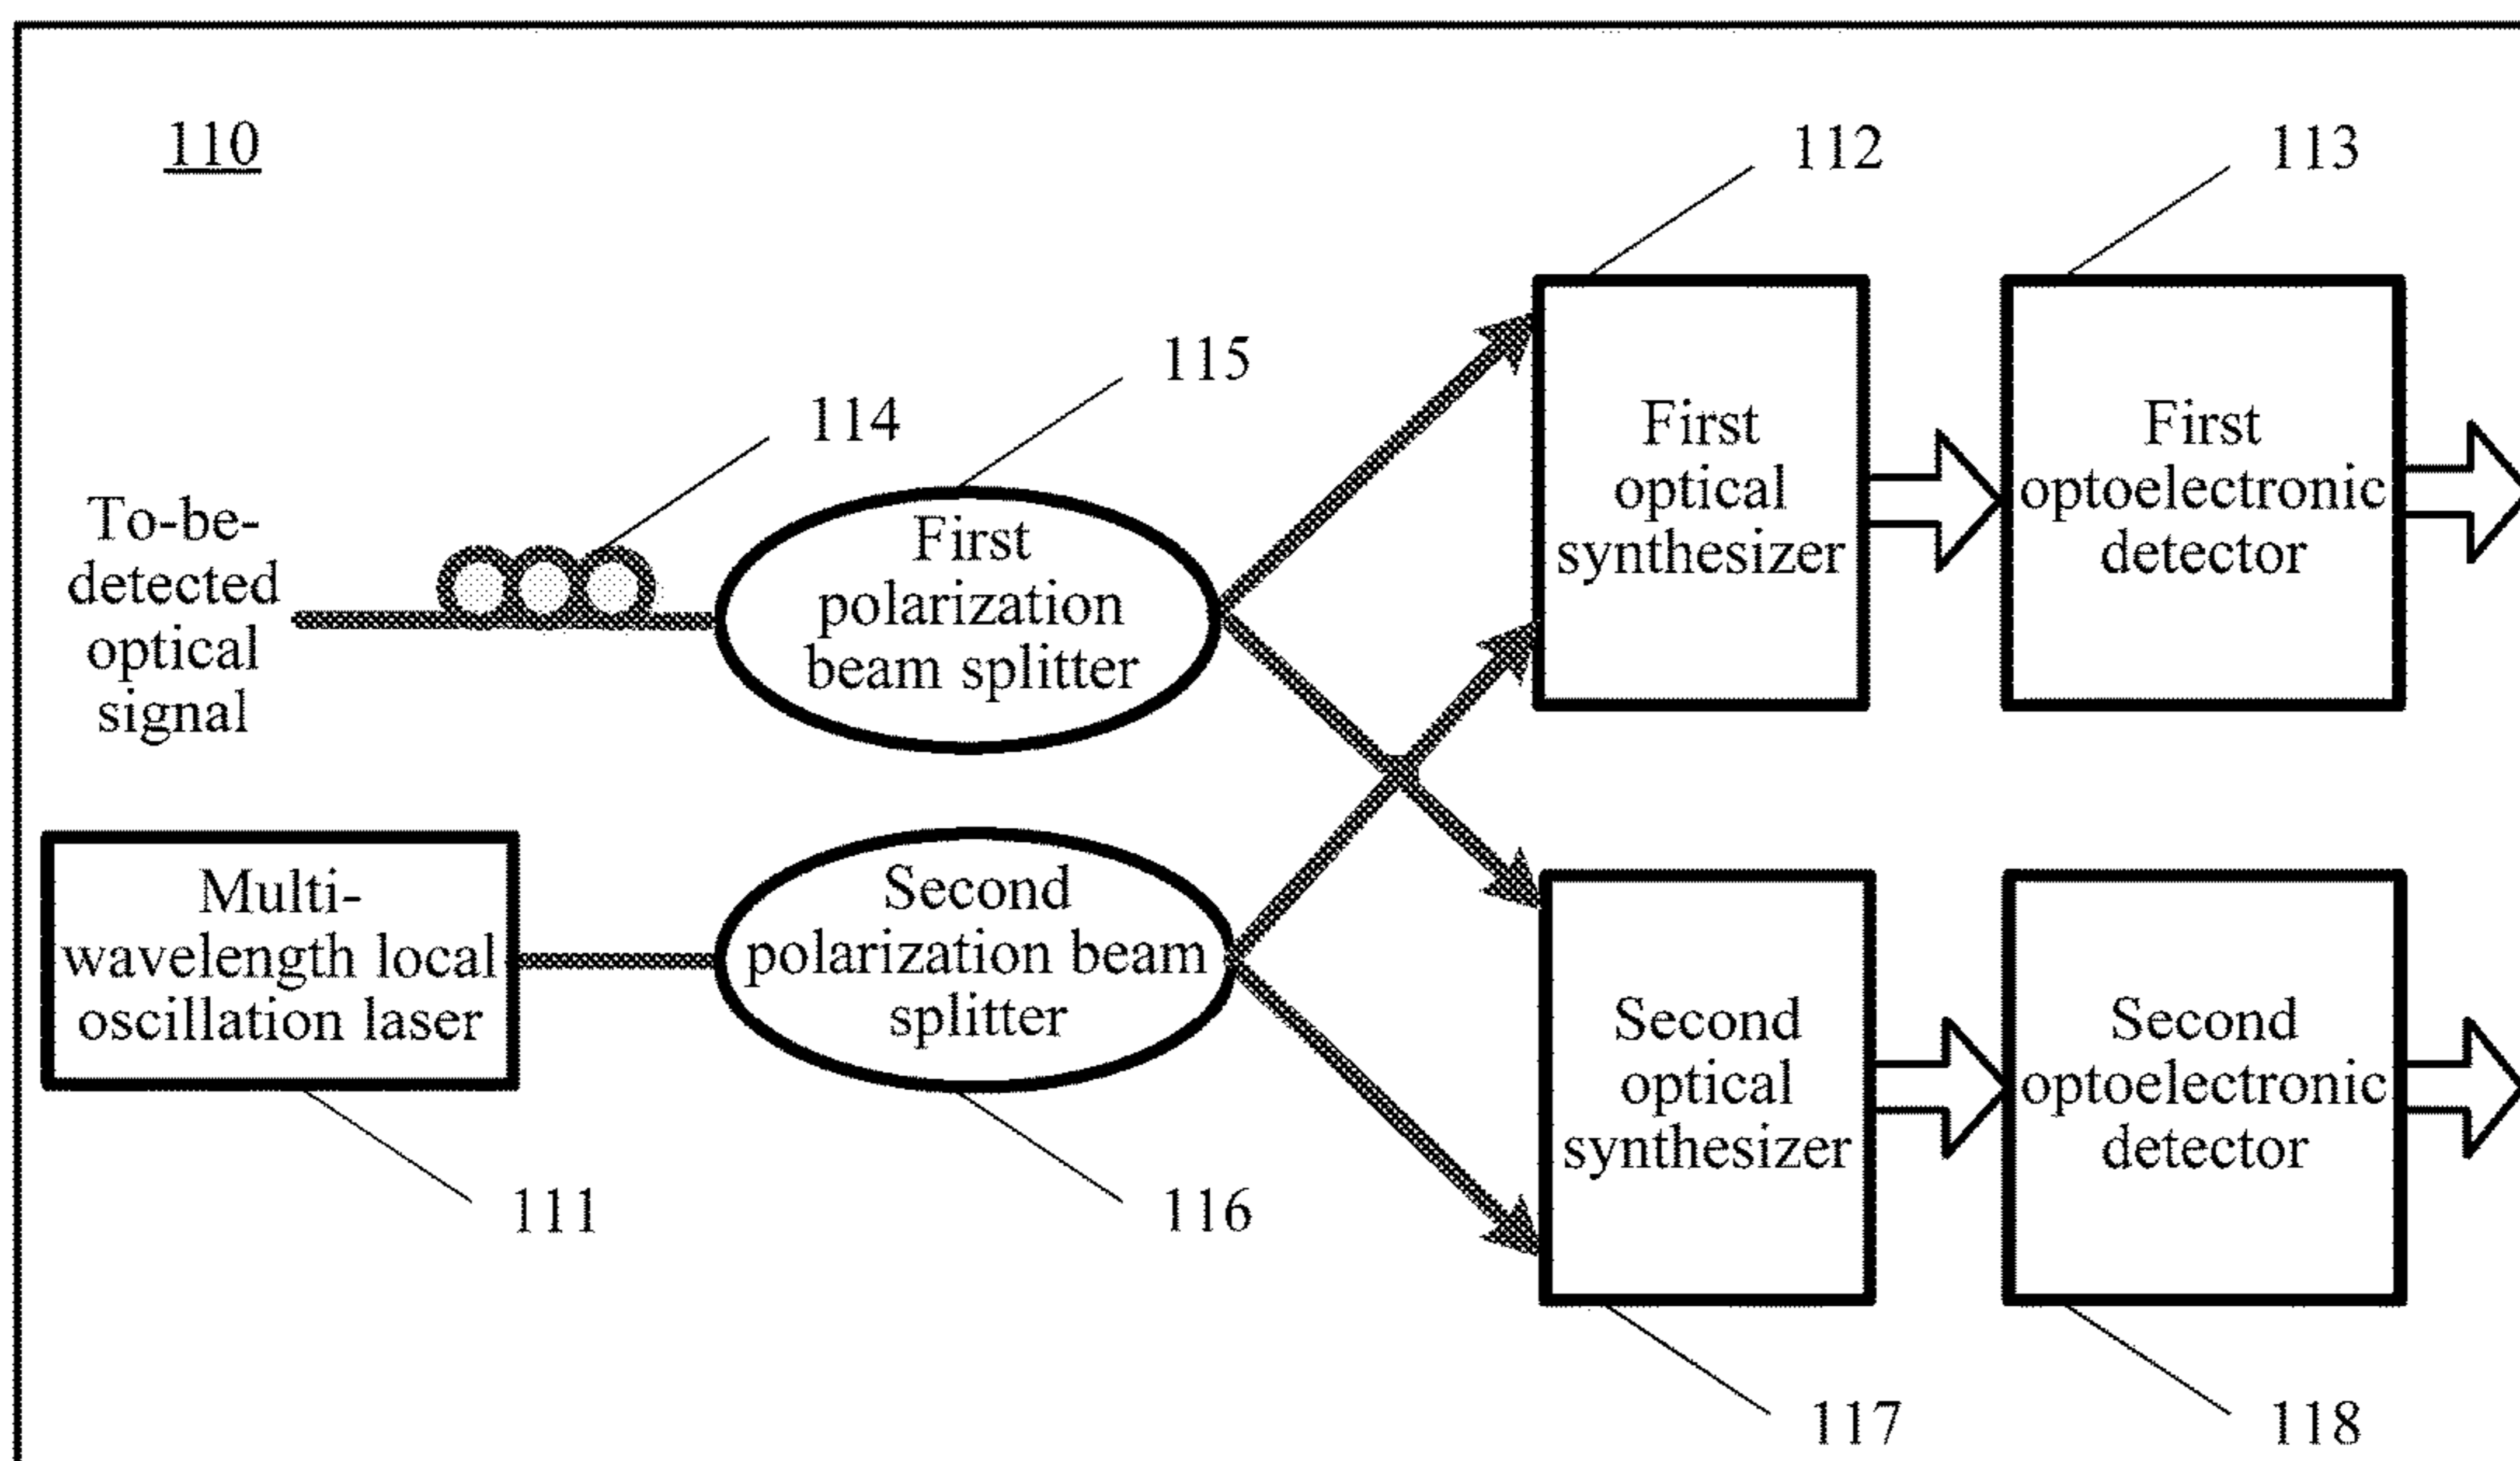 110
112
113
115
114
To-be-
detected
optical
signal
First
polarization
beam splitter
First
optical
synthesizer
First
optoelectronic
detector
Multi-
wavelength local
oscillation laser
Second
polarization beam
splitter
Second
optical
synthesizer
Second
optoelectronic
detector
111
116
117
118